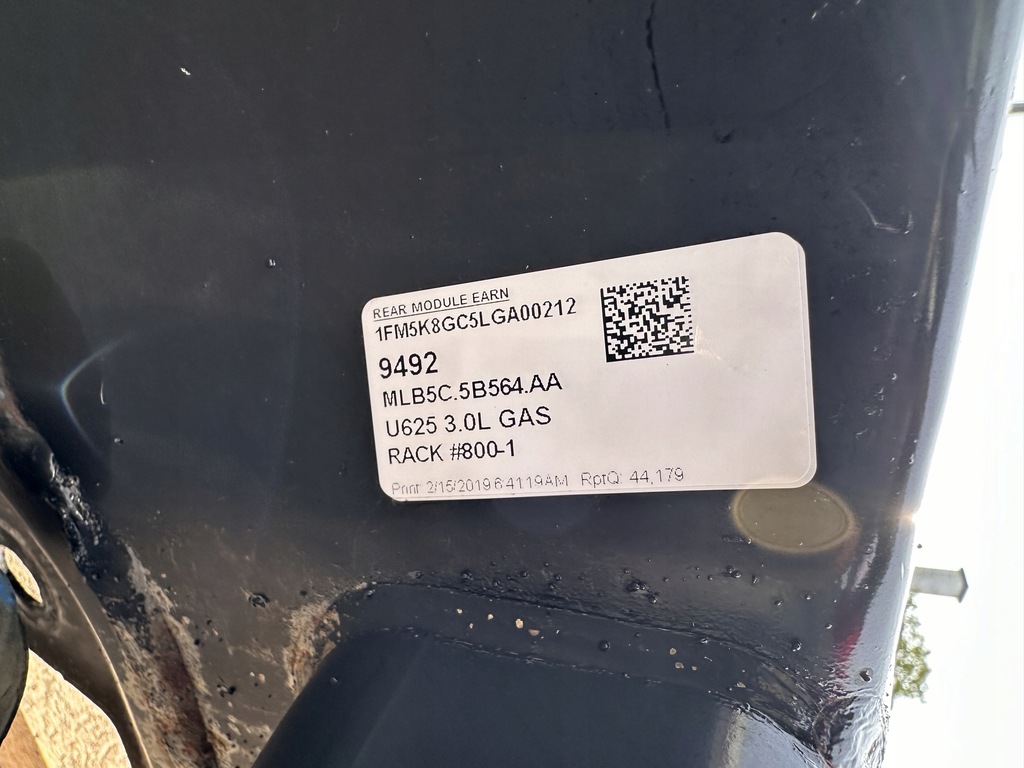 REAR MODULE EARN
1FM5K8GC5LGA00212
9492
MLB5C.5B564.AA
U625 3.0L GAS
RACK #800-1
Print: 2/15/2019 6:41:19AM RptQ: 44,179